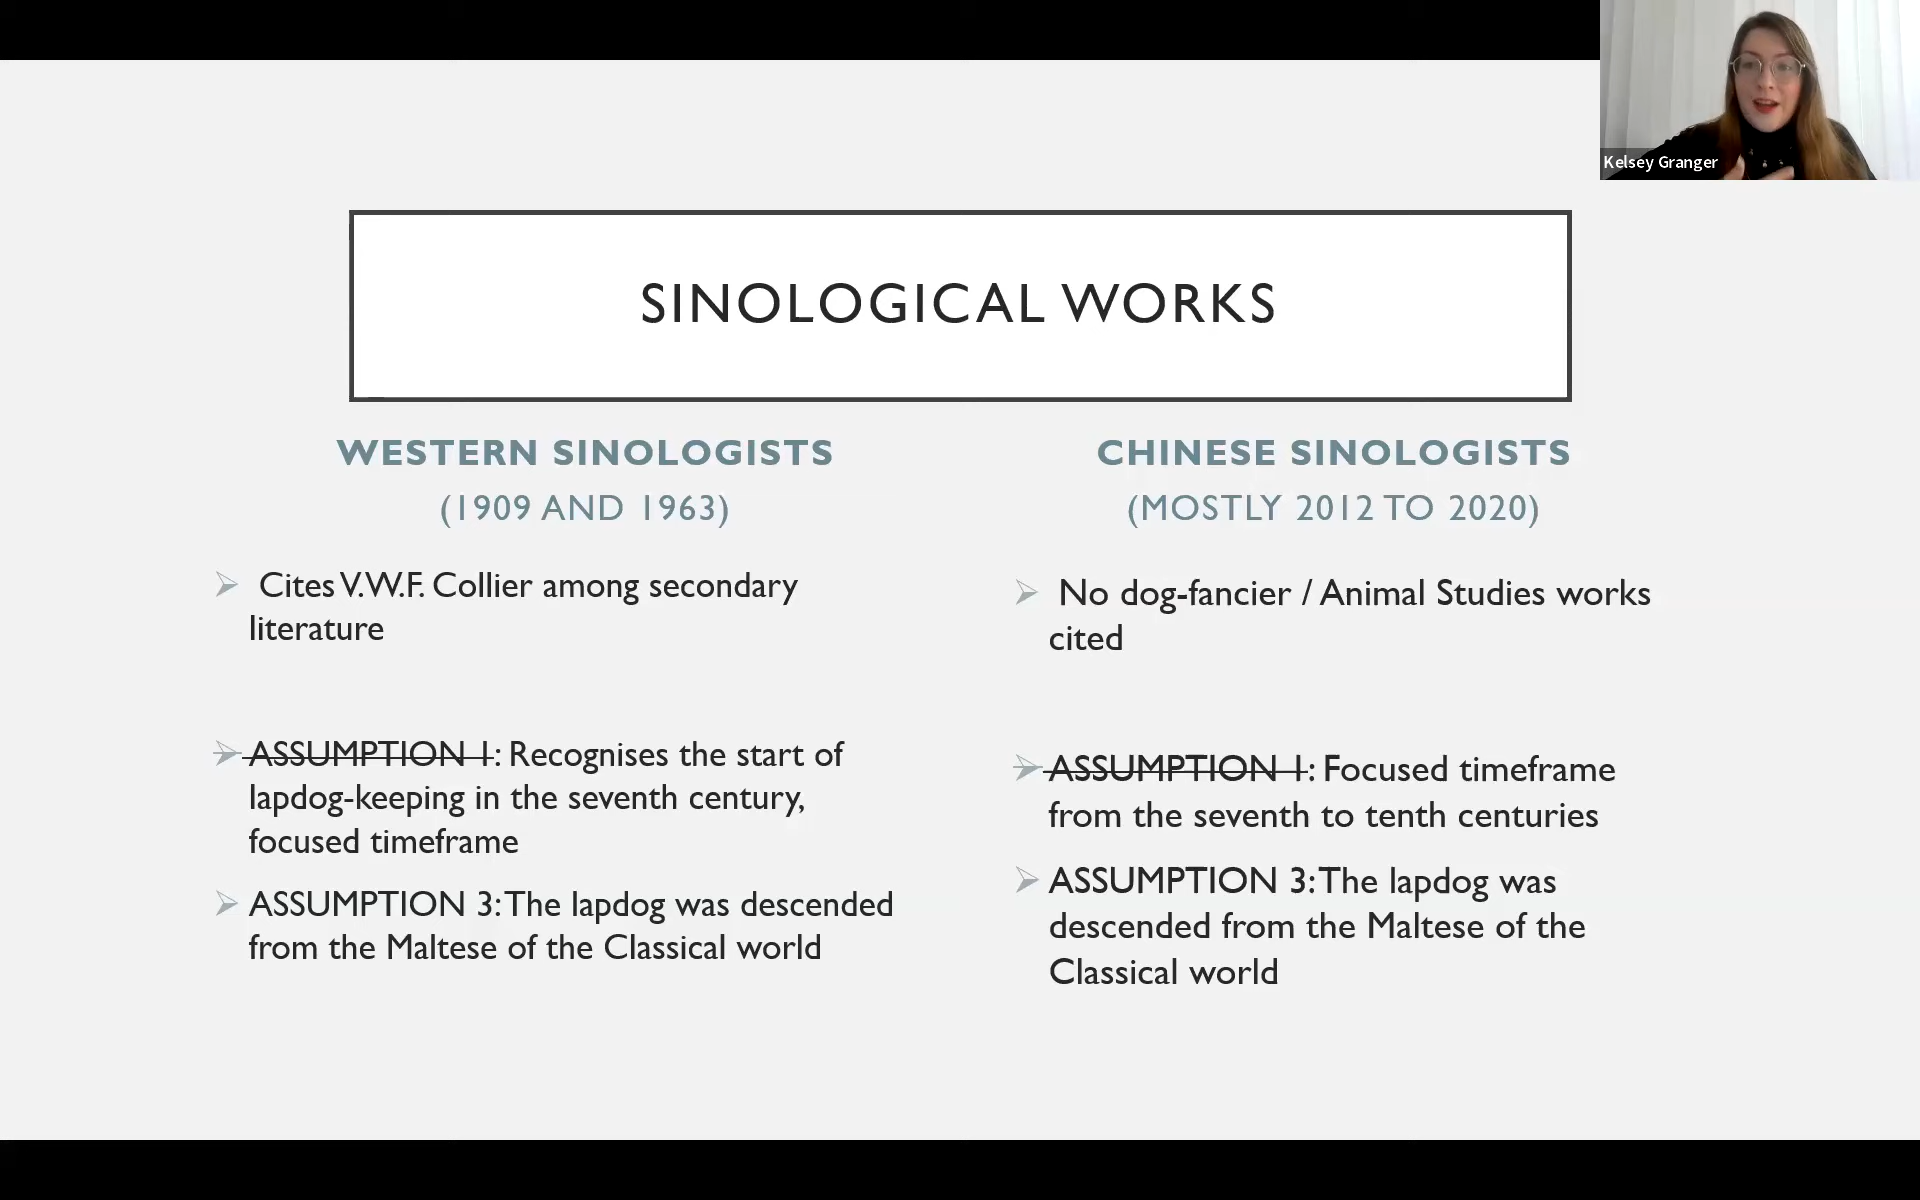 Kelsey Granger
SINOLOGICAL WORKS
WESTERN SINOLOGISTS
(1909 AND 1963)
Cites V.W.F. Collier among secondary
literature
ASSUMPTION 1: Recognises the start of
lapdog-keeping in the seventh century,
focused timeframe
ASSUMPTION 3: The lapdog was descended
from the Maltese of the Classical world
CHINESE SINOLOGISTS
(MOSTLY 2012 TO 2020)
No dog-fancier / Animal Studies works
cited
ASSUMPTION 1: Focused timeframe
from the seventh to tenth centuries
ASSUMPTION 3: The lapdog was
descended from the Maltese of the
Classical world